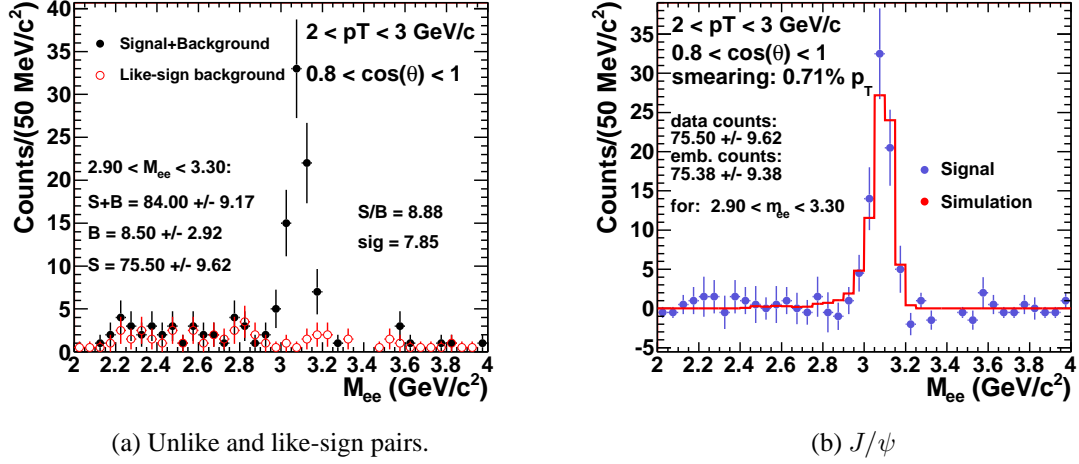 Counts/(50 MeV/c²)
40
35
30
25
20
15
10
5
0
Signal+Background
Like-sign background
2 < pT < 3 GeV/c
0.8 < cos(θ) < 1
2.90 < M_ee < 3.30:
S+B = 84.00 +/- 9.17
B = 8.50 +/- 2.92
S = 75.50 +/- 9.62
S/B = 8.88
sig = 7.85
2 2.2 2.4 2.6 2.8 3 3.2 3.4 3.6 3.8 4
M_ee (GeV/c²)
(a) Unlike and like-sign pairs.
Counts/(50 MeV/c²)
35
30
25
20
15
10
5
0
-5
2 < pT < 3 GeV/c
0.8 < cos(θ) < 1
smearing: 0.71% p_T
data counts:
75.50 +/- 9.62
emb. counts:
75.38 +/- 9.38
for: 2.90 < m_ee < 3.30
Signal
Simulation
2 2.2 2.4 2.6 2.8 3 3.2 3.4 3.6 3.8 4
M_ee (GeV/c²)
(b) J/ψ